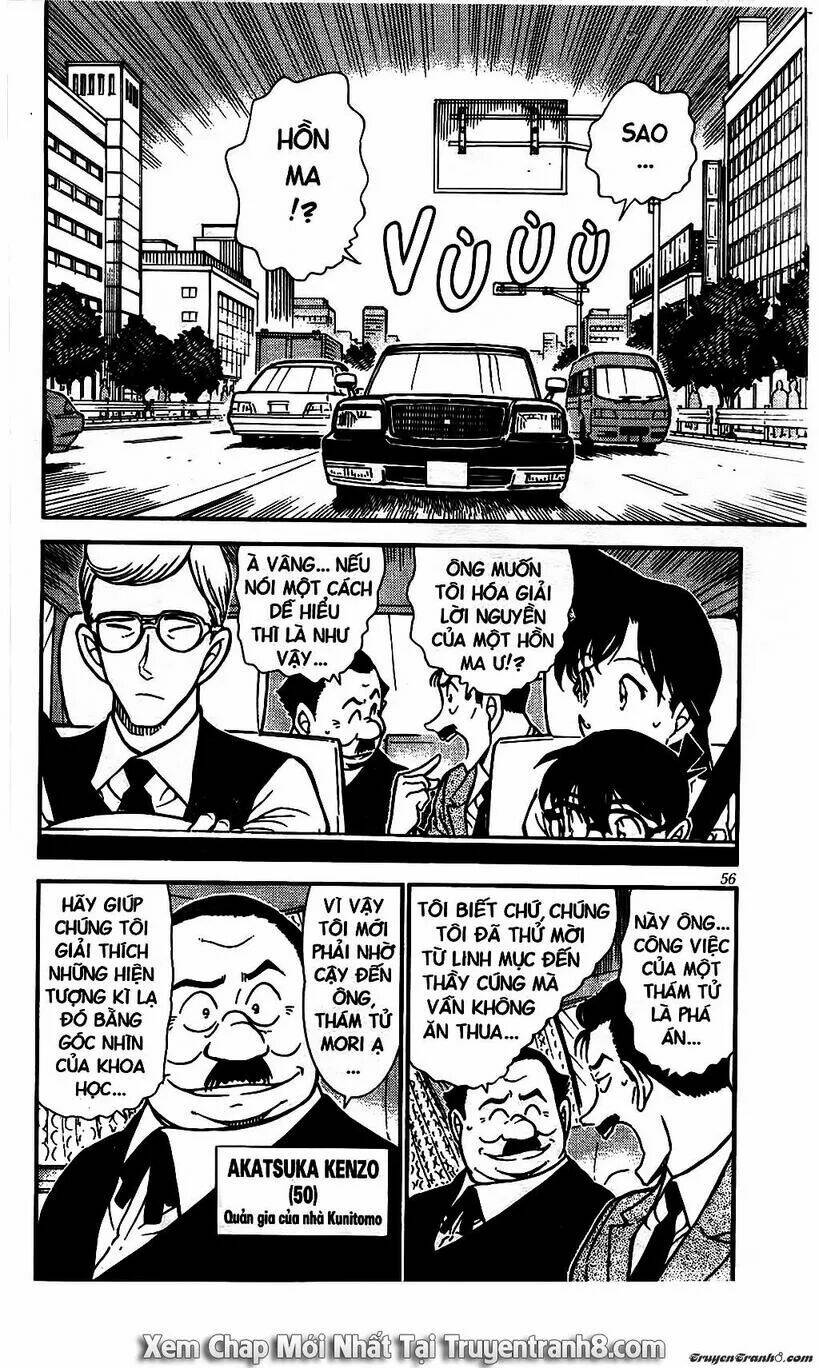 SAO
...
HỒN
MA
!?
VÙÙÙ
ÔNG MUỐN
TÔI HÓA GIẢI
LỜI NGUYỀN
CỦA MỘT HỒN
MA Ư!?
À VÂNG... NẾU
NÓI MỘT CÁCH
DỄ HIỂU
THÌ LÀ NHƯ
VẬY...
56
NÀY ÔNG...
CÔNG VIỆC
CỦA MỘT
THÁM TỬ
LÀ PHÁ
ÁN...
TÔI BIẾT CHỨ, CHÚNG
TÔI ĐÃ THỬ MỜI
TỪ LINH MỤC ĐẾN
THẦY CÚNG MÀ
VẪN KHÔNG
ĂN THUA...
VÌ VẬY
TÔI MỚI
PHẢI NHỜ
CẬY ĐẾN
ÔNG,
THÁM TỬ
MORI Ạ
...
HÃY GIÚP
CHÚNG TÔI
GIẢI THÍCH
NHỮNG HIỆN
TƯỢNG KÌ LẠ
ĐÓ BẰNG
GÓC NHÌN
CỦA KHOA
HỌC...
AKATSUKA KENZO
(50)
Quản gia của nhà Kunitomo
Xem Chap Mới Nhất Tại Truyentranh8.com
TruyenTranh8.com